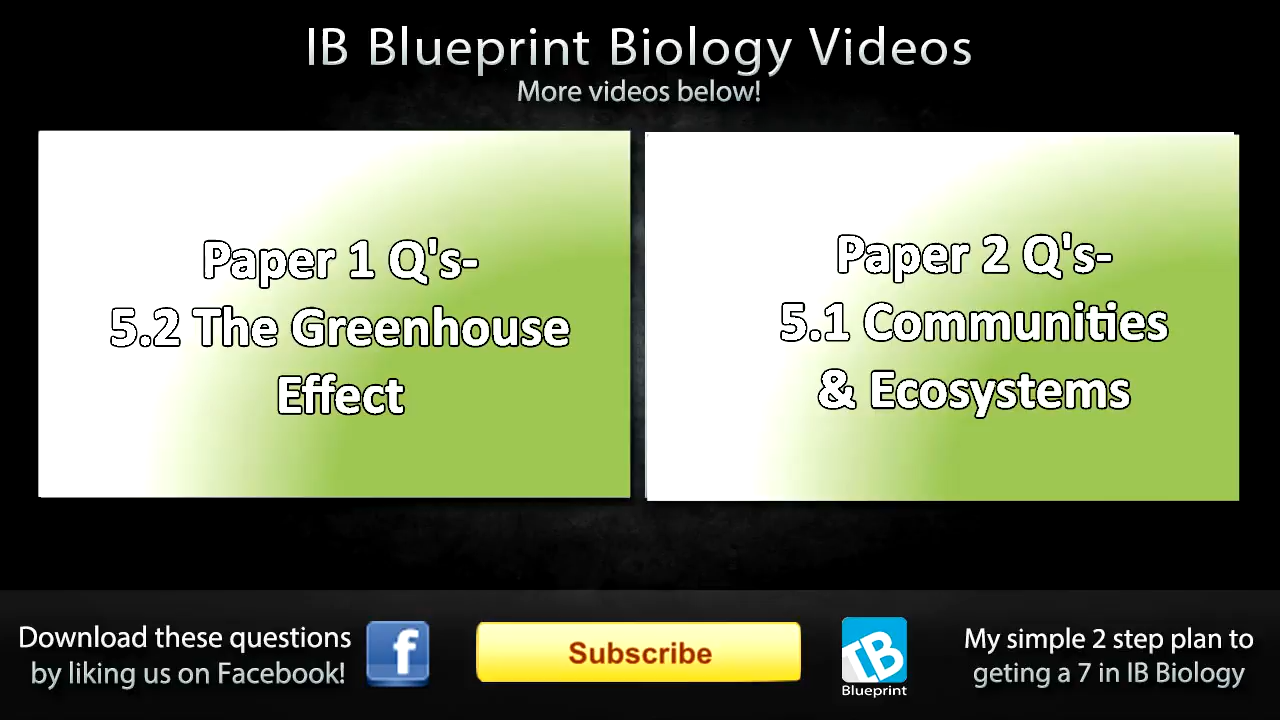 IB Blueprint Biology Videos
More videos below!
Paper 1 Q's-
5.2 The Greenhouse
Effect
Paper 2 Q's-
5.1 Communities
& Ecosystems
Download these questions
by liking us on Facebook!
f
Subscribe
IB
Blueprint
My simple 2 step plan to
geting a 7 in IB Biology